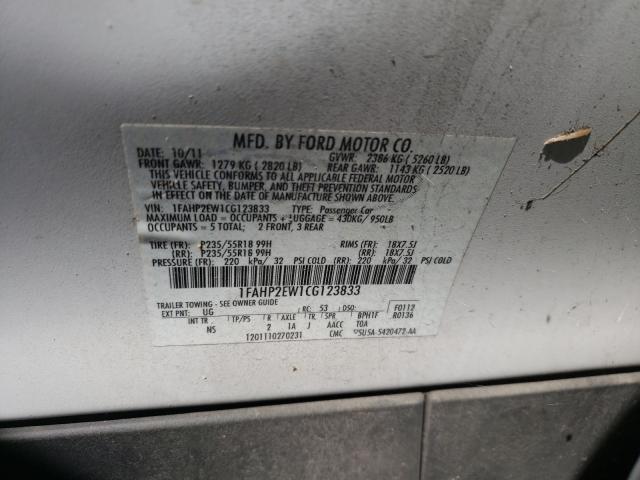 MFD. BY FORD MOTOR CO.
DATE: 10/11 GVWR: 2386 KG ( 5260 LB)
FRONT GAWR: 1279 KG ( 2820 LB) REAR GAWR: 1143 KG ( 2520 LB)
THIS VEHICLE CONFORMS TO ALL APPLICABLE FEDERAL MOTOR
VEHICLE SAFETY, BUMPER, AND THEFT PREVENTION STANDARDS
IN EFFECT ON THE DATE OF MANUFACTURE SHOWN ABOVE.
VIN: 1FAHP2EW1CG123833 TYPE: Passenger Car
MAXIMUM LOAD = OCCUPANTS + LUGGAGE = 430KG/ 950LB
OCCUPANTS = 5 TOTAL; 2 FRONT, 3 REAR
TIRE (FR): P235/55R18 99H RIMS (FR): 18X7.5J
(RR): P235/55R18 99H (RR): 18X7.5J
PRESSURE (FR): 220 kPa/ 32 PSI COLD (RR): 220 kPa/ 32 PSI COLD
1FAHP2EW1CG123833
TRAILER TOWING - SEE OWNER GUIDE F0112
EXT PNT: UG RC: 53 DSO: R0136
INT TR TP/PS R AXLE TR SPR BPH1F
NS 2 1A J AACC TOA
1201110270231 CMC 5U5A-5420472-AA